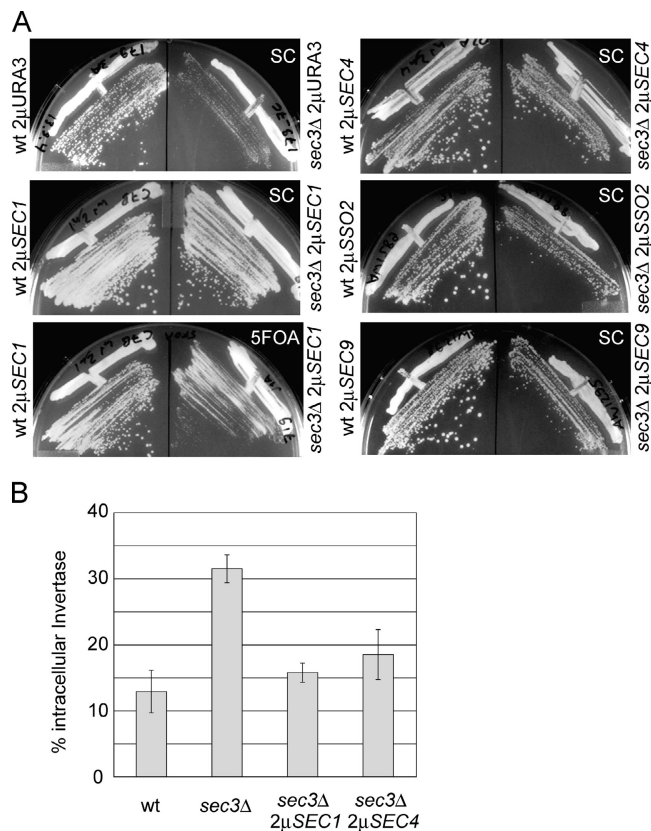 A
wt 2μURA3
SC
sec3Δ 2μURA3
wt 2μSEC4
SC
sec3Δ 2μSEC4
wt 2μSEC1
SC
sec3Δ 2μSEC1
wt 2μSSO2
SC
sec3Δ 2μSSO2
wt 2μSEC1
5FOA
sec3Δ 2μSEC1
wt 2μSEC9
SC
sec3Δ 2μSEC9
B
% intracellular Invertase
40
30
20
10
0
wt
sec3Δ
sec3Δ
2μSEC1
sec3Δ
2μSEC4